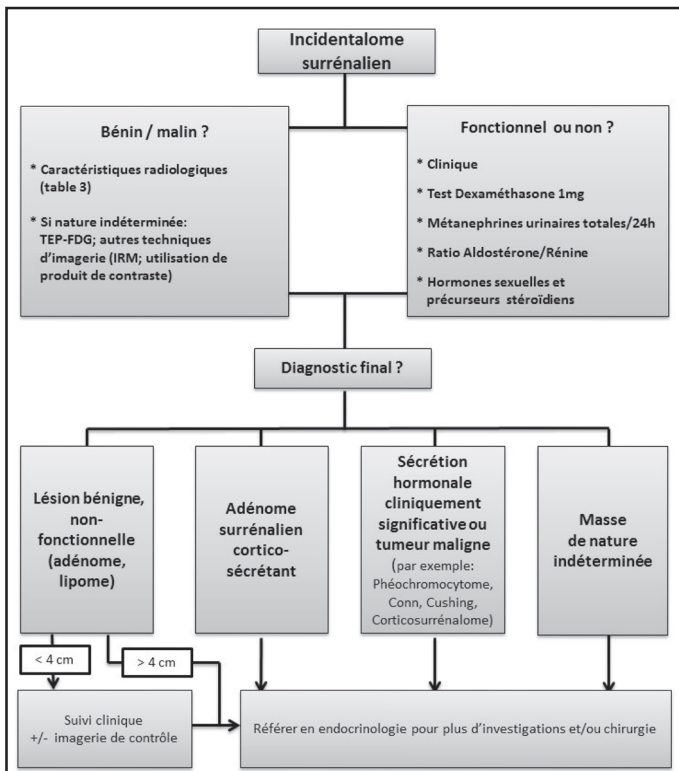 Incidentalome
surrénalien
Bénin / malin ?
* Caractéristiques radiologiques
(table 3)
* Si nature indéterminée:
TEP-FDG; autres techniques
d’imagerie (IRM; utilisation de
produit de contraste)
Fonctionnel ou non ?
* Clinique
* Test Dexaméthasone 1mg
* Métanephrines urinaires totales/24h
* Ratio Aldostérone/Rénine
* Hormones sexuelles et
précurseurs stéroïdiens
Diagnostic final ?
Lésion bénigne,
non-
fonctionnelle
(adénome,
lipome)
Adénome
surrénalien
cortico-
sécrétant
Sécrétion
hormonale
cliniquement
significative ou
tumeur maligne
(par exemple:
Phéochromocytome,
Conn, Cushing,
Corticosurrénalome)
Masse
de nature
indéterminée
< 4 cm
> 4 cm
Suivi clinique
+/- imagerie de contrôle
Référer en endocrinologie pour plus d’investigations et/ou chirurgie